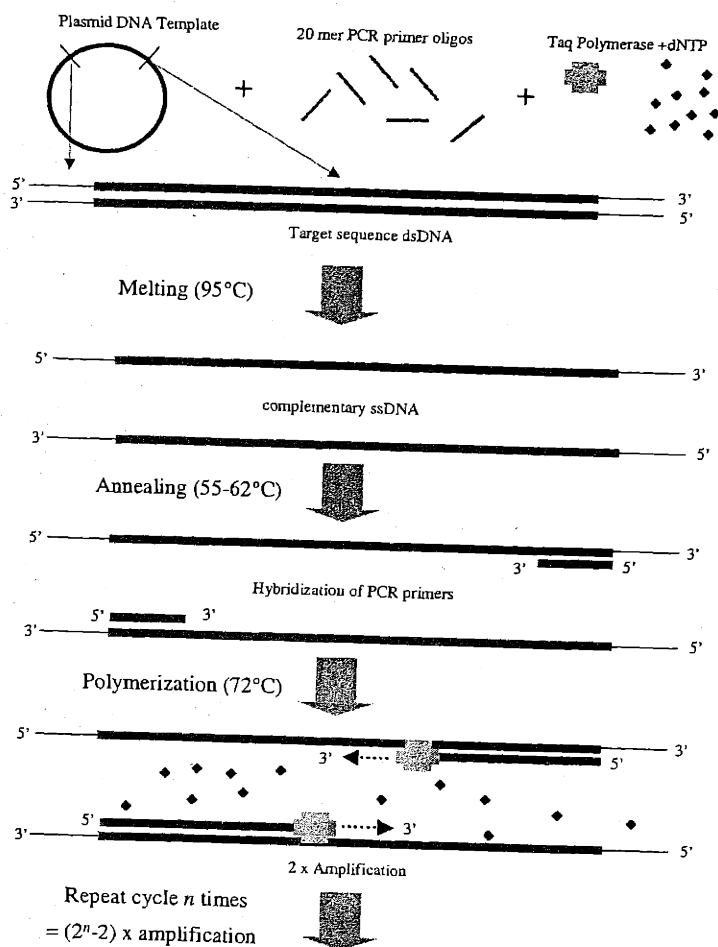 Plasmid DNA Template
20 mer PCR primer oligos
Taq Polymerase +dNTP
+
+
5’ 3’
3’ 5’
Target sequence dsDNA
Melting (95°C)
5’ 3’
complementary ssDNA
3’ 5’
Annealing (55-62°C)
5’ 3’
3’ 5’
Hybridization of PCR primers
5’ 3’
3’ 5’
Polymerization (72°C)
5’ 3’
3’ 5’
5’ 3’
3’ 5’
2 x Amplification
Repeat cycle n times
= (2ⁿ-2) x amplification